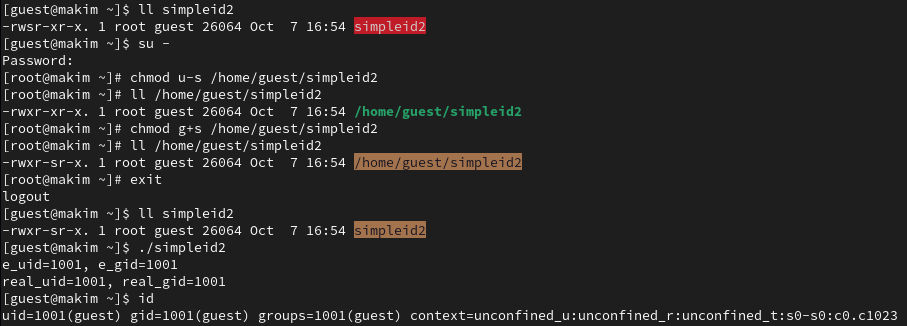 [guest@makim ~]$ ll simpleid2
-rwsr-xr-x. 1 root guest 26064 Oct  7 16:54 simpleid2
[guest@makim ~]$ su -
Password:
[root@makim ~]# chmod u-s /home/guest/simpleid2
[root@makim ~]# ll /home/guest/simpleid2
-rwxr-xr-x. 1 root guest 26064 Oct  7 16:54 /home/guest/simpleid2
[root@makim ~]# chmod g+s /home/guest/simpleid2
[root@makim ~]# ll /home/guest/simpleid2
-rwxr-sr-x. 1 root guest 26064 Oct  7 16:54 /home/guest/simpleid2
[root@makim ~]# exit
logout
[guest@makim ~]$ ll simpleid2
-rwxr-sr-x. 1 root guest 26064 Oct  7 16:54 simpleid2
[guest@makim ~]$ ./simpleid2
e_uid=1001, e_gid=1001
real_uid=1001, real_gid=1001
[guest@makim ~]$ id
uid=1001(guest) gid=1001(guest) groups=1001(guest) context=unconfined_u:unconfined_r:unconfined_t:s0-s0:c0.c1023